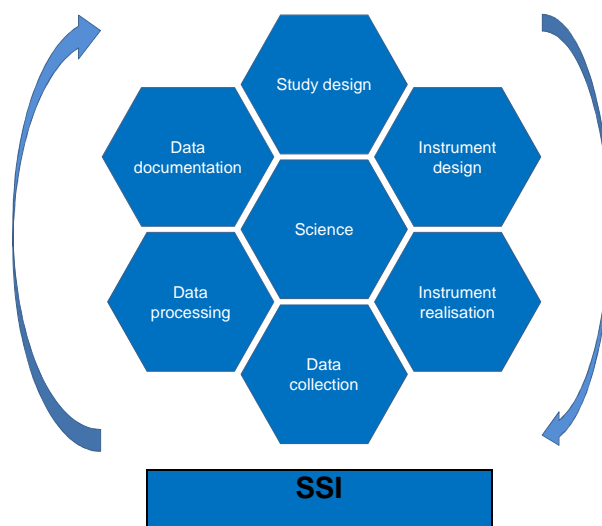 Study design
Data
documentation
Instrument
design
Science
Data
processing
Instrument
realisation
Data
collection
SSI